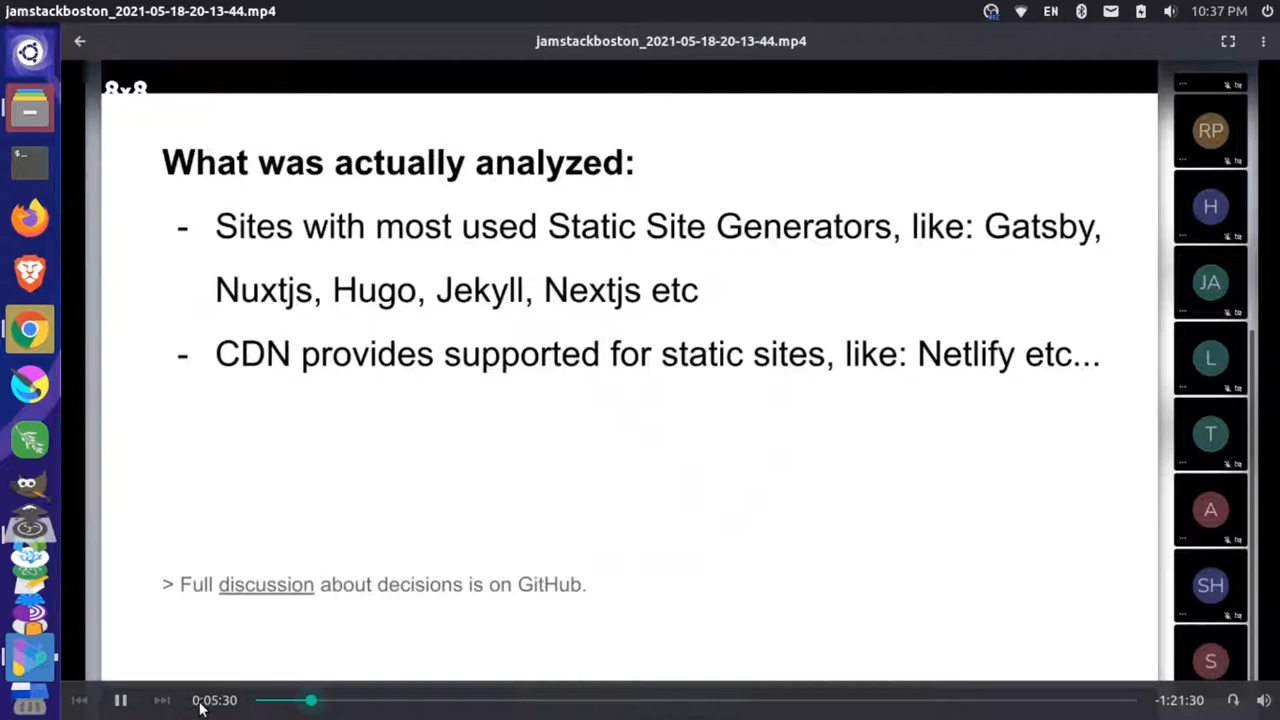 jamstackboston_2021-05-18-20-13-44.mp4
EN
10:37 PM
jamstackboston_2021-05-18-20-13-44.mp4
8x8
What was actually analyzed:
- Sites with most used Static Site Generators, like: Gatsby,
Nuxtjs, Hugo, Jekyll, Nextjs etc
- CDN provides supported for static sites, like: Netlify etc...
> Full discussion about decisions is on GitHub.
RP
H
JA
L
T
A
SH
S
0:05:30
-1:21:30